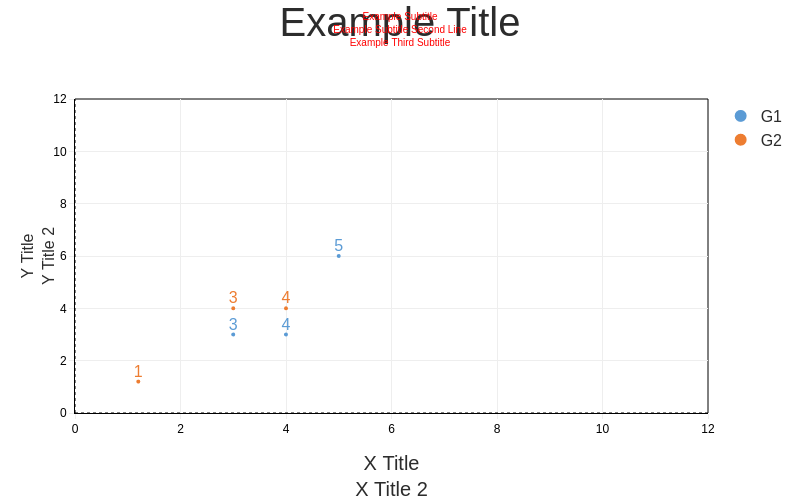 Example Title
Example Subtitle
Example Subtitle Second Line
Example Third Subtitle
G1
G2
12
10
8
6
4
2
0
Y Title
Y Title 2
5
3
4
3
4
1
0
2
4
6
8
10
12
X Title
X Title 2